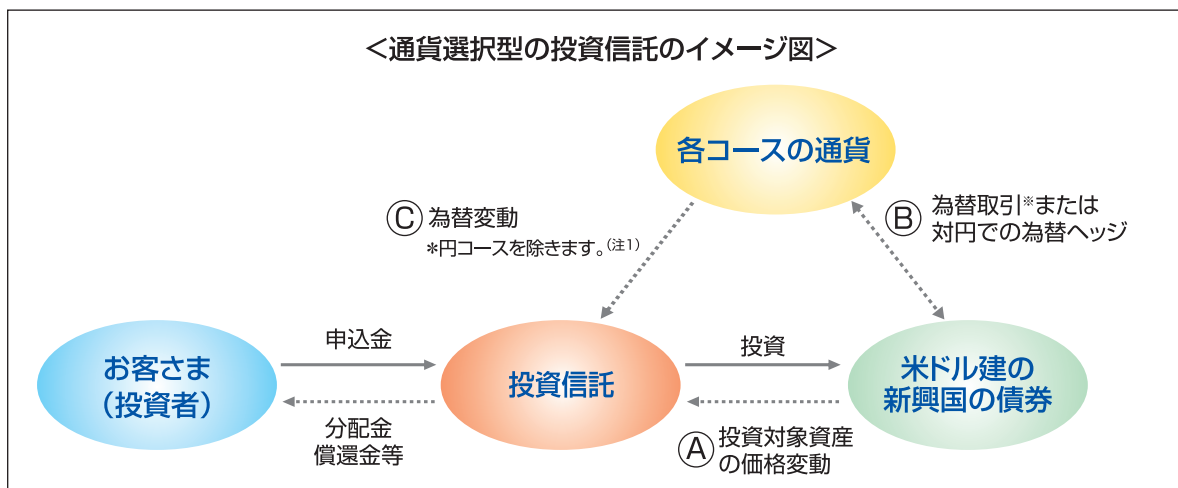 <通貨選択型の投資信託のイメージ図>
各コースの通貨
Ⓒ 為替変動
*円コースを除きます。(注1)
Ⓑ 為替取引※または
対円での為替ヘッジ
お客さま
(投資者)
申込金
分配金
償還金等
投資信託
投資
Ⓐ 投資対象資産
の価格変動
米ドル建の
新興国の債券